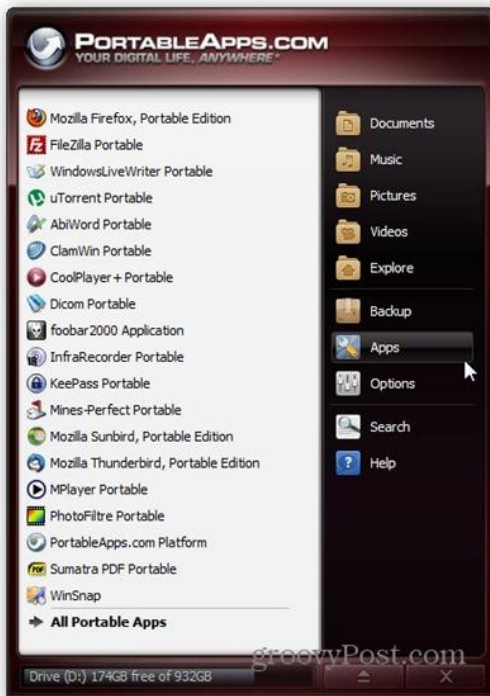 PORTABLEAPPS.COM
YOUR DIGITAL LIFE, ANYWHERE®
Mozilla Firefox, Portable Edition
FileZilla Portable
WindowsLiveWriter Portable
uTorrent Portable
AbiWord Portable
ClamWin Portable
CoolPlayer+ Portable
Dicom Portable
foobar2000 Application
InfraRecorder Portable
KeePass Portable
Mines-Perfect Portable
Mozilla Sunbird, Portable Edition
Mozilla Thunderbird, Portable Edition
MPlayer Portable
PhotoFiltre Portable
PortableApps.com Platform
Sumatra PDF Portable
WinSnap
All Portable Apps
Documents
Music
Pictures
Videos
Explore
Backup
Apps
Options
Search
Help
groovyPost.com
Drive (D:) 174GB free of 932GB